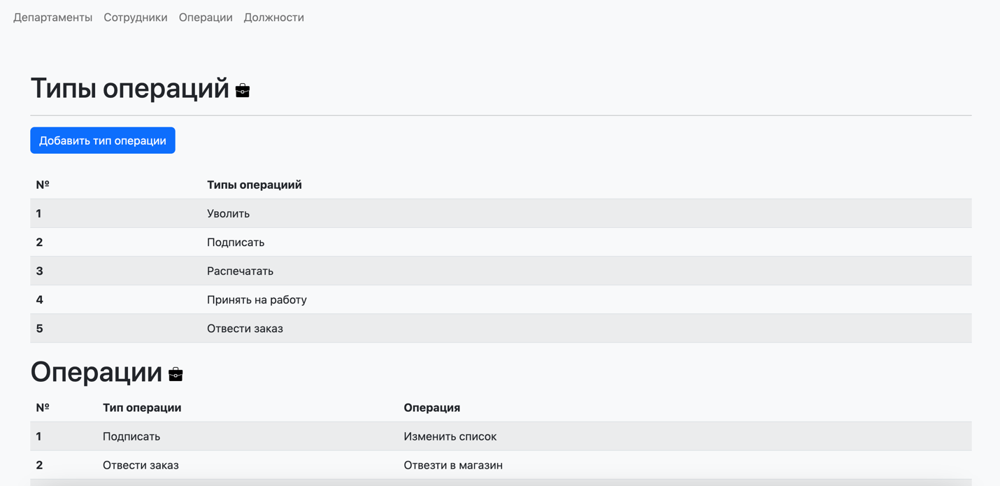 Департаменты Сотрудники Операции Должности
Типы операций
Добавить тип операции
№ Типы операциий
1 Уволить
2 Подписать
3 Распечатать
4 Принять на работу
5 Отвести заказ
Операции
№ Тип операции Операция
1 Подписать Изменить список
2 Отвести заказ Отвезти в магазин